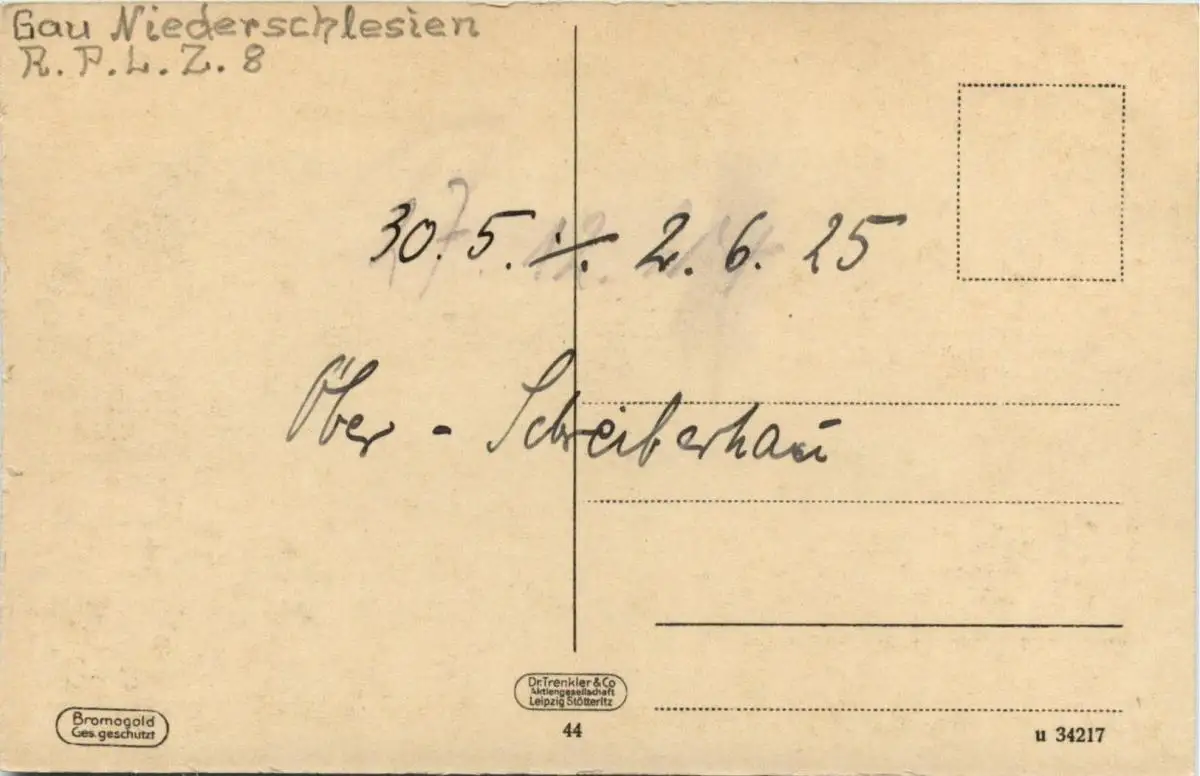 Gau Niederschlesien
R.P.L.Z. 8
30.5. ./. 2.6.25
Ober - Schreiberhau
Bromogold
Ges. geschützt
Dr. Trenkler & Co
Aktiengesellschaft
Leipzig Stötteritz
44
u 34217